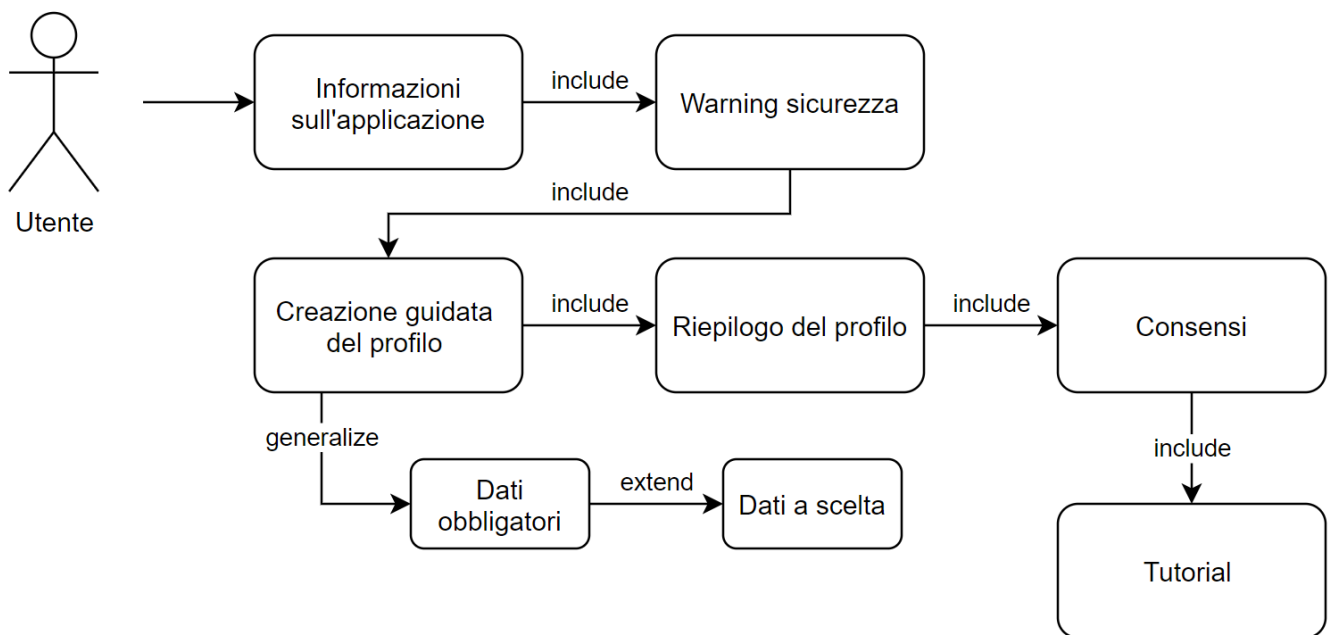 Informazioni
sull'applicazione
include
Warning sicurezza
Utente
include
Creazione guidata
del profilo
include
Riepilogo del profilo
include
Consensi
generalize
include
Dati
obbligatori
extend
Dati a scelta
Tutorial